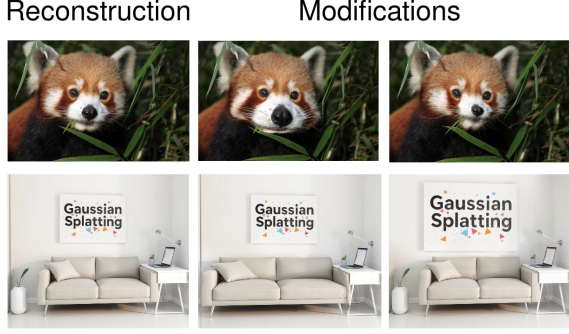 Reconstruction
Modifications
Gaussian
Splatting
Gaussian
Splatting
Gaussian
Splatting